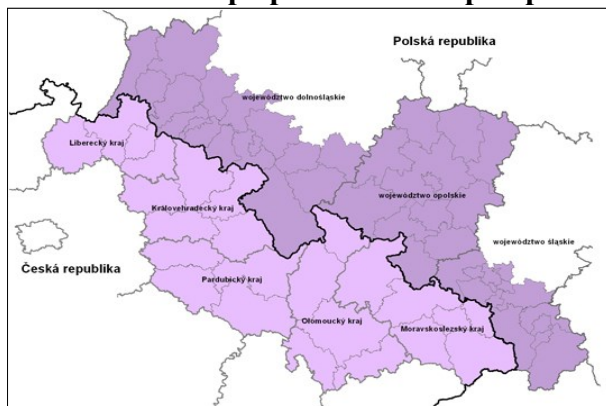 Polská republika
województwo dolnośląskie
Liberecký kraj
województwo opolskie
Královehradecký kraj
województwo śląskie
Česká republika
Pardubický kraj
Olomoucký kraj
Moravskoslezský kraj